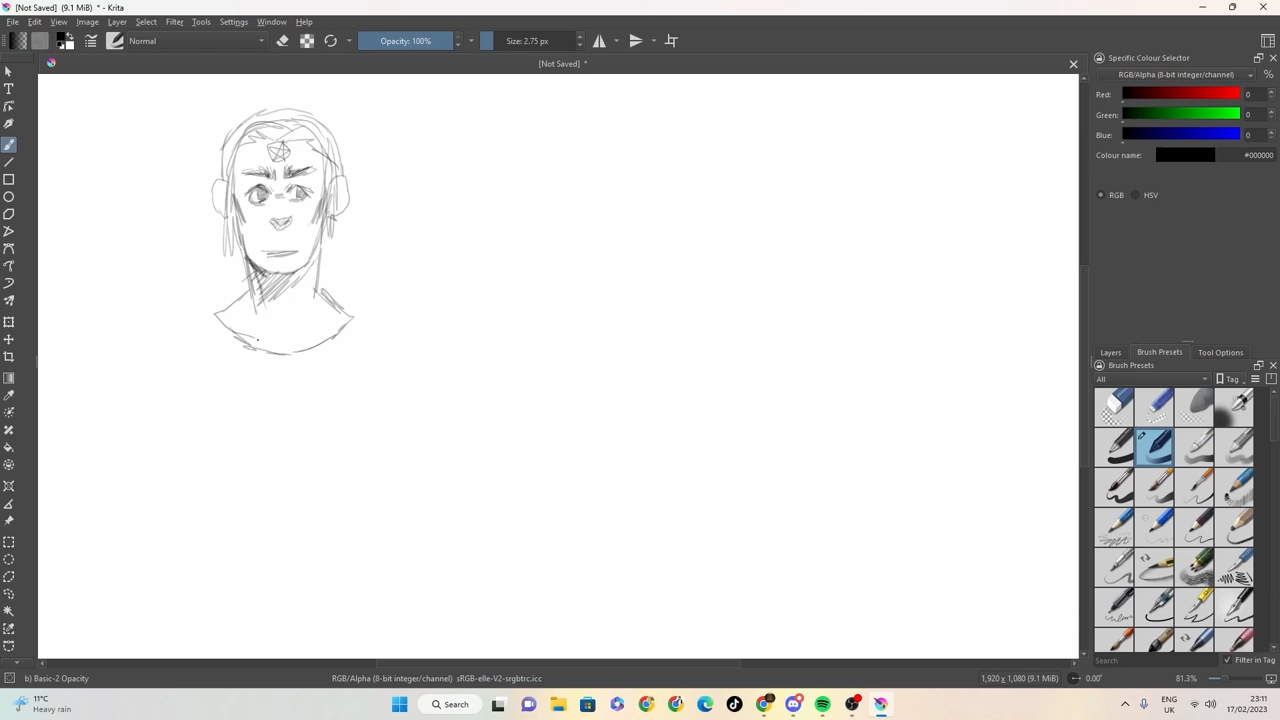 [Not Saved] (9.1 MiB) * - Krita
File Edit View Image Layer Select Filter Tools Settings Window Help
Normal Opacity: 100% Size: 2.75 px
[Not Saved] *
Specific Colour Selector
RGB/Alpha (8-bit integer/channel) %
Red: 0
Green: 0
Blue: 0
Colour name: #000000
RGB HSV
Layers Brush Presets Tool Options
Brush Presets
All Tag
Search Filter in Tag
b) Basic-2 Opacity RGB/Alpha (8-bit integer/channel) sRGB-elle-V2-srgbtrc.icc 1,920 x 1,080 (9.1 MiB) 0.00° 81.3%
11°C
Heavy rain
Search
ENG
UK
23:11
17/02/2023